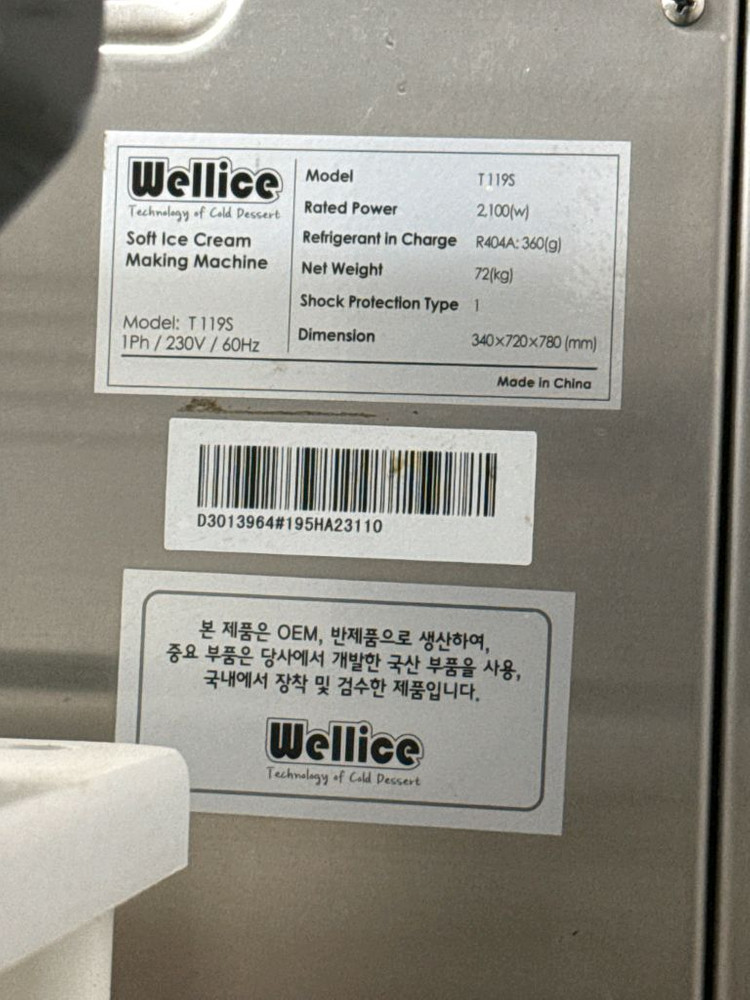 Wellice
Technology of Cold Dessert
Soft Ice Cream
Making Machine
Model: T119S
1Ph / 230V / 60Hz
Model T119S
Rated Power 2,100(w)
Refrigerant in Charge R404A: 360(g)
Net Weight 72(kg)
Shock Protection Type 1
Dimension 340×720×780 (mm)
Made in China
D3013964#195HA23110
본 제품은 OEM, 반제품으로 생산하여,
중요 부품은 당사에서 개발한 국산 부품을 사용,
국내에서 장착 및 검수한 제품입니다.
Wellice
Technology of Cold Dessert